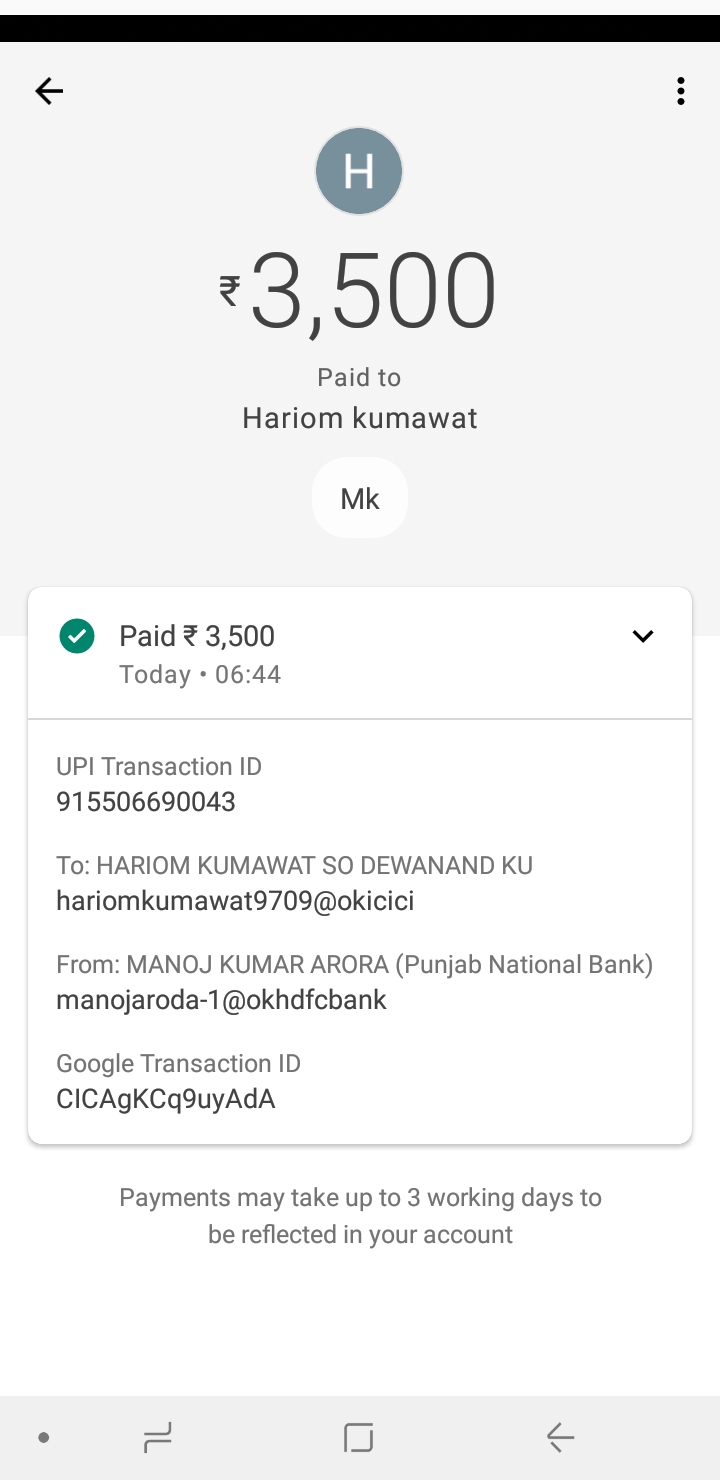 H
₹3,500
Paid to
Hariom kumawat
Mk
Paid ₹ 3,500
Today • 06:44
UPI Transaction ID
915506690043
To: HARIOM KUMAWAT SO DEWANAND KU
hariomkumawat9709@okicici
From: MANOJ KUMAR ARORA (Punjab National Bank)
manojaroda-1@okhdfcbank
Google Transaction ID
CICAgKCq9uyAdA
Payments may take up to 3 working days to
be reflected in your account